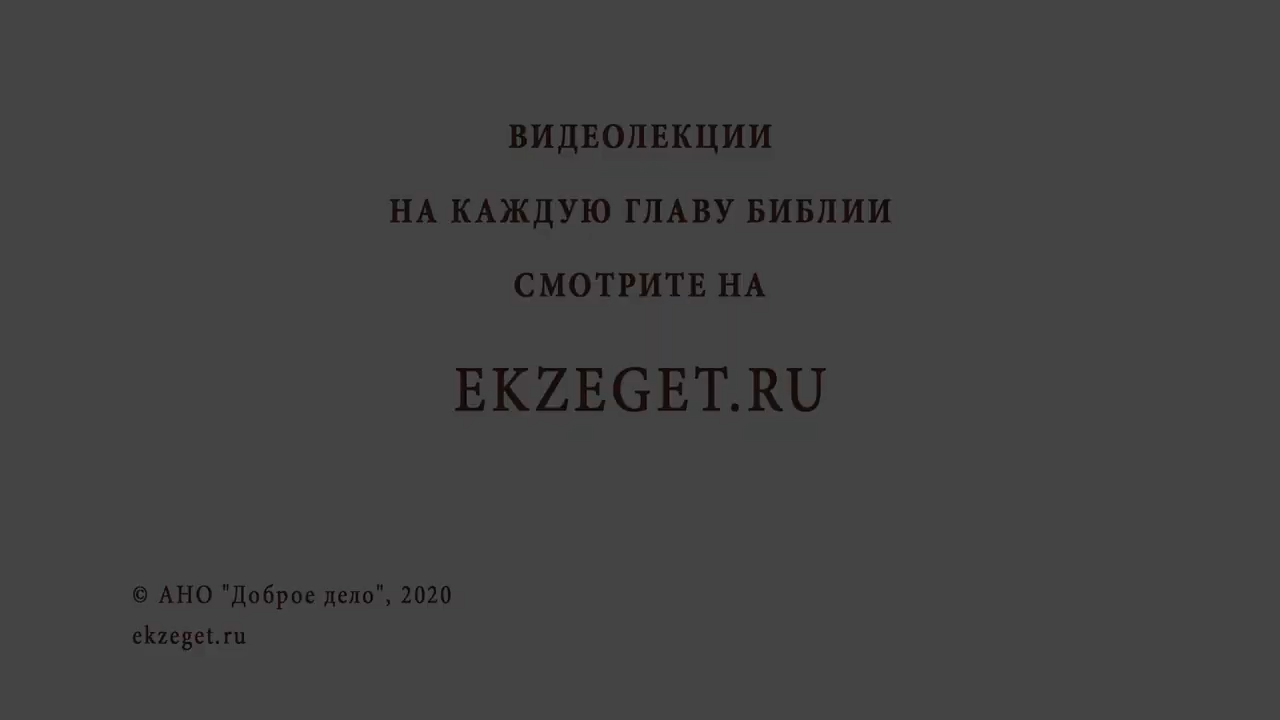 ВИДЕОЛЕКЦИИ
НА КАЖДУЮ ГЛАВУ БИБЛИИ
СМОТРИТЕ НА
EKZEGET.RU
© АНО "Доброе дело", 2020
ekzeget.ru